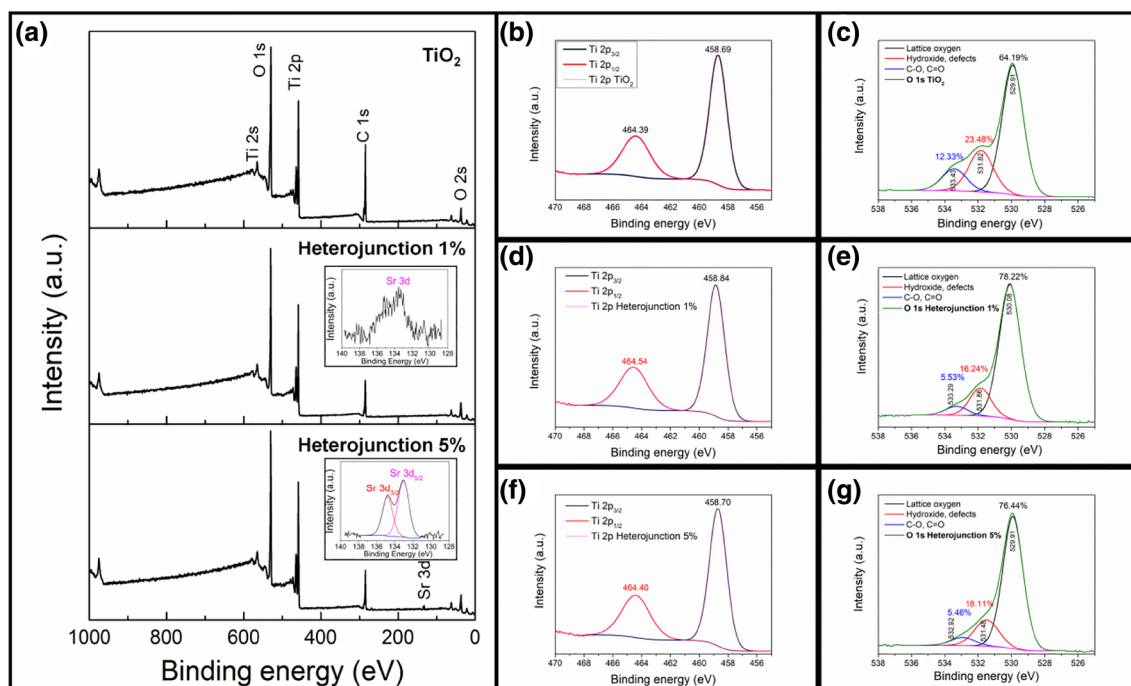 (a)
TiO2
O 1s
Ti 2p
Ti 2s
C 1s
O 2s
Heterojunction 1%
Sr 3d
Intensity (a.u.)
140 138 136 134 132 130 128
Binding Energy (eV)
Heterojunction 5%
Sr 3d5/2
Sr 3d3/2
Intensity (a.u.)
140 138 136 134 132 130 128
Binding Energy (eV)
Sr 3d
Intensity (a.u.)
1000 800 600 400 200 0
Binding energy (eV)
(b)
Ti 2p3/2
Ti 2p1/2
Ti 2p TiO2
458.69
464.39
Intensity (a.u.)
470 468 466 464 462 460 458 456
Binding energy (eV)
(c)
Lattice oxygen
Hydroxide, defects
C-O, C=O
O 1s TiO2
64.19%
529.91
23.48%
531.82
12.33%
533.43
Intensity (a.u.)
538 536 534 532 530 528 526
Binding energy (eV)
(d)
Ti 2p3/2
Ti 2p1/2
Ti 2p Heterojunction 1%
458.84
464.54
Intensity (a.u.)
470 468 466 464 462 460 458 456
Binding energy (eV)
(e)
Lattice oxygen
Hydroxide, defects
C-O, C=O
O 1s Heterojunction 1%
78.22%
530.08
16.24%
531.86
5.53%
533.29
Intensity (a.u.)
538 536 534 532 530 528 526
Binding energy (eV)
(f)
Ti 2p3/2
Ti 2p1/2
Ti 2p Heterojunction 5%
458.70
464.40
Intensity (a.u.)
470 468 466 464 462 460 458 456
Binding energy (eV)
(g)
Lattice oxygen
Hydroxide, defects
C-O, C=O
O 1s Heterojunction 5%
76.44%
529.91
18.11%
531.48
5.46%
532.92
Intensity (a.u.)
538 536 534 532 530 528 526
Binding energy (eV)